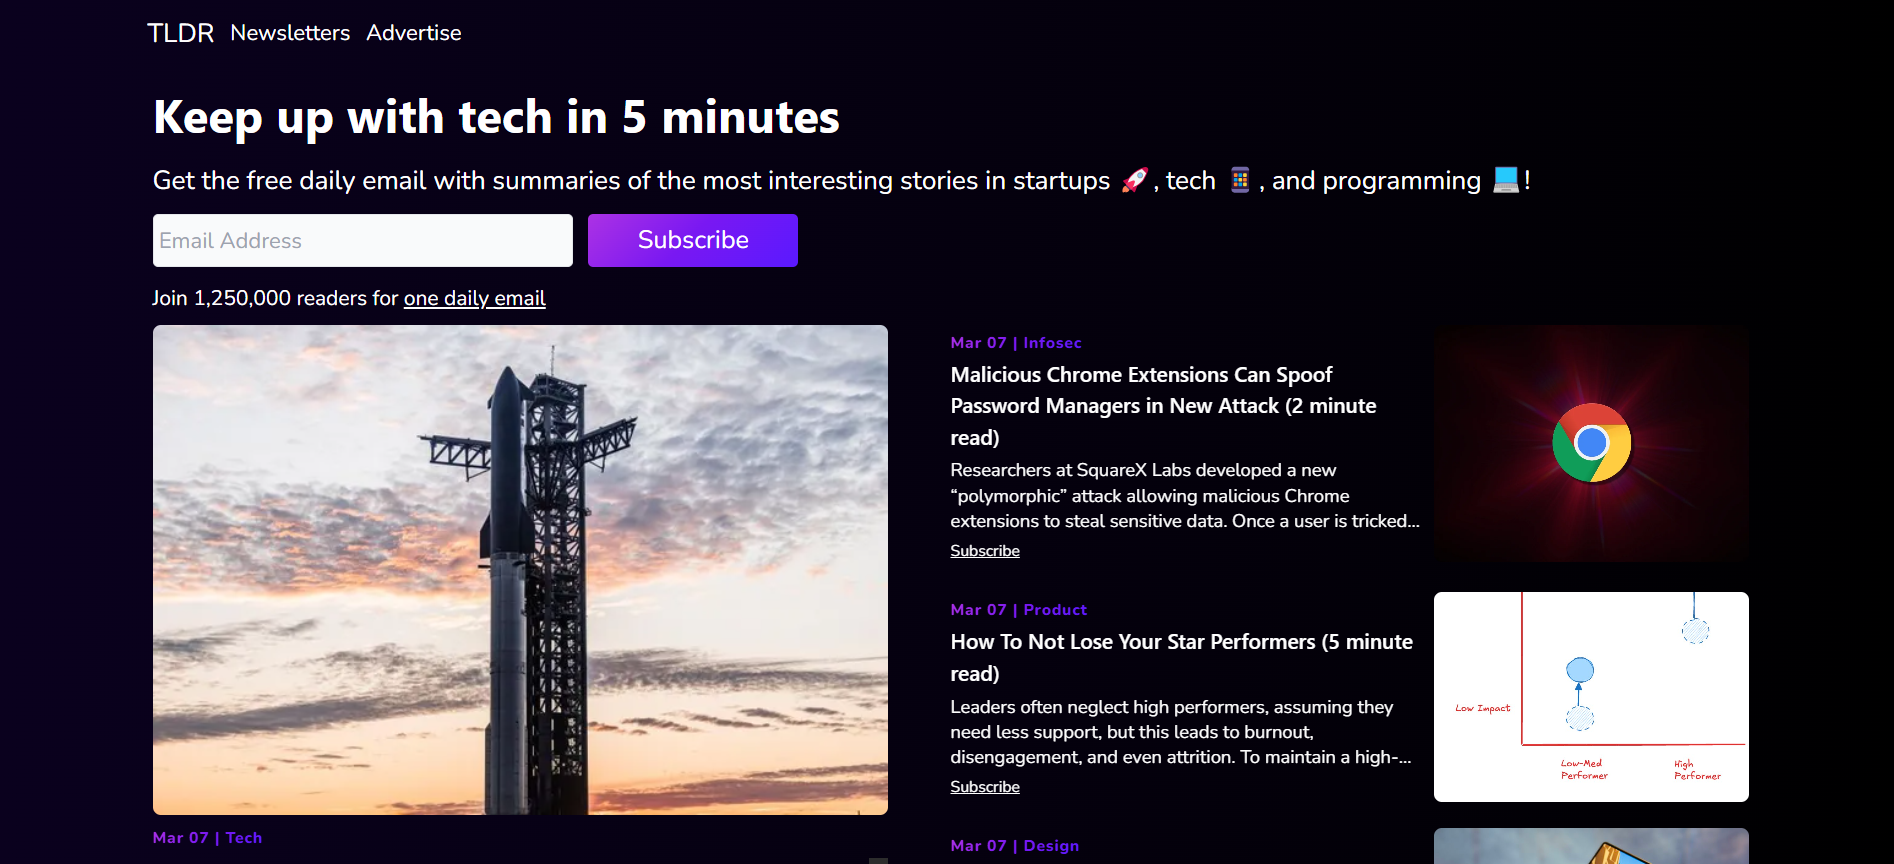 TLDR Newsletters Advertise
Keep up with tech in 5 minutes
Get the free daily email with summaries of the most interesting stories in startups 🚀, tech 📱, and programming 💻!
Email Address
Subscribe
Join 1,250,000 readers for one daily email
Mar 07 | Tech
Mar 07 | Infosec
Malicious Chrome Extensions Can Spoof
Password Managers in New Attack (2 minute
read)
Researchers at SquareX Labs developed a new
“polymorphic” attack allowing malicious Chrome
extensions to steal sensitive data. Once a user is tricked...
Subscribe
Mar 07 | Product
How To Not Lose Your Star Performers (5 minute
read)
Leaders often neglect high performers, assuming they
need less support, but this leads to burnout,
disengagement, and even attrition. To maintain a high-...
Subscribe
Low Impact
Low-Med
Performer
High
Performer
Mar 07 | Design